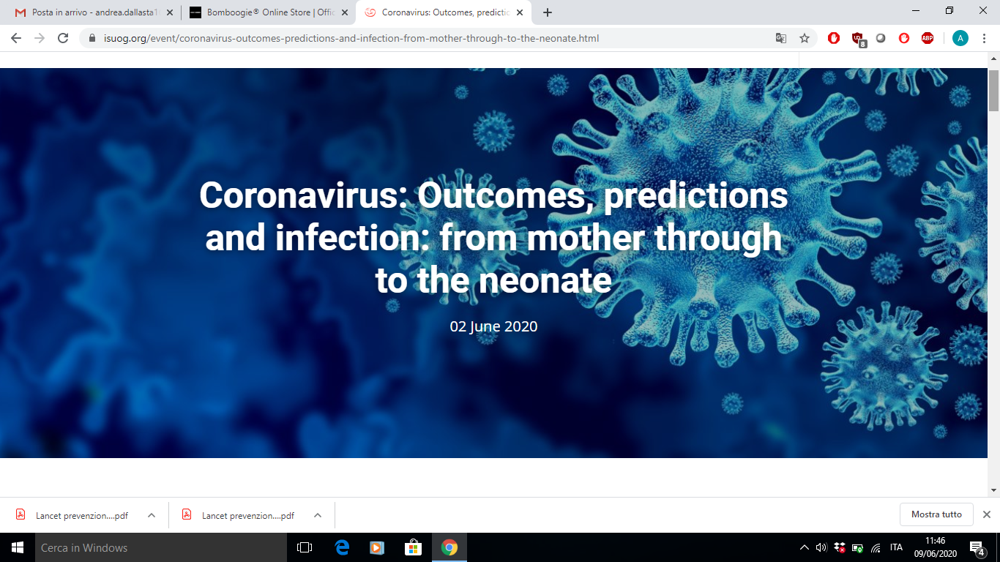 Posta in arrivo - andrea.dallasta1
Bomboogie® Online Store | Offic
Coronavirus: Outcomes, predictio
isuog.org/event/coronavirus-outcomes-predictions-and-infection-from-mother-through-to-the-neonate.html
8
ABP
A
Coronavirus: Outcomes, predictions
and infection: from mother through
to the neonate
02 June 2020
Lancet prevenzion....pdf
Lancet prevenzion....pdf
Mostra tutto
Cerca in Windows
ITA
11:46
09/06/2020
4